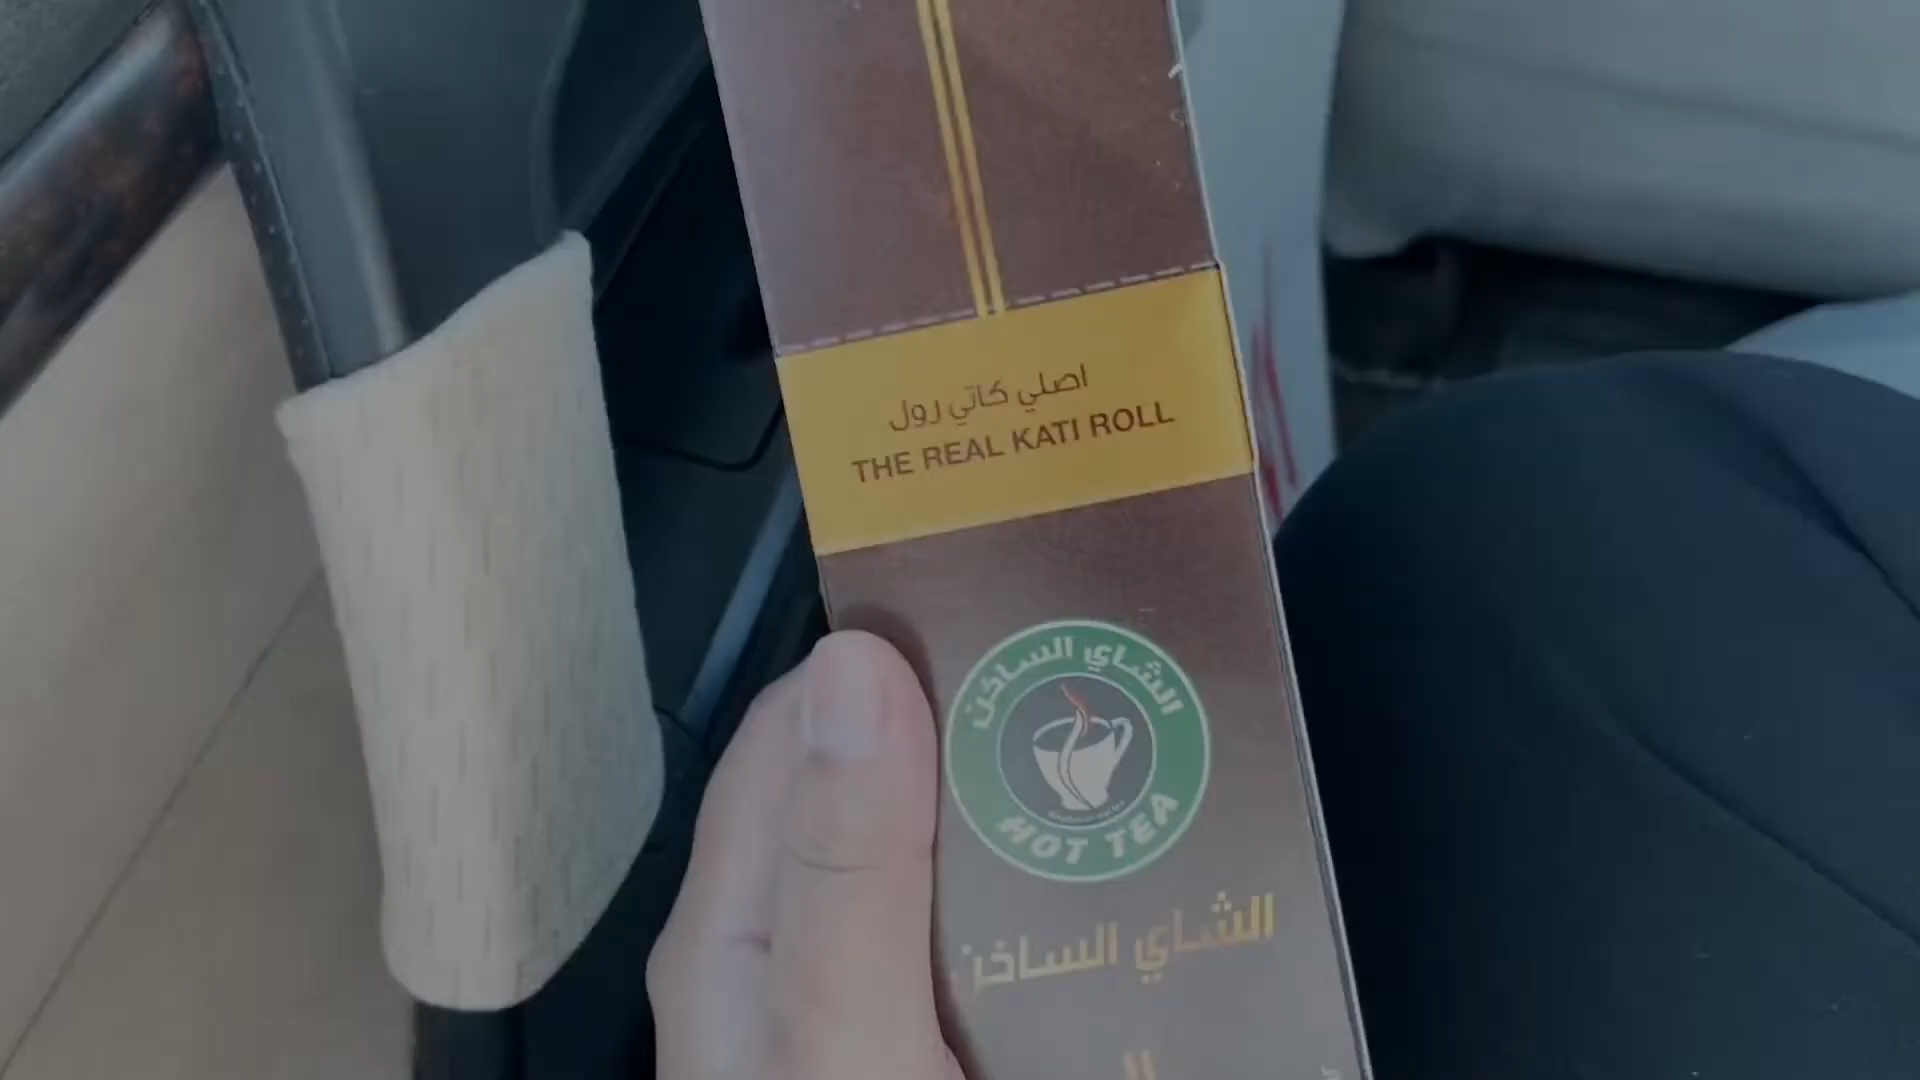 اصلي كاتي رول
THE REAL KATI ROLL
الشاي الساخن
HOT TEA
الشاي الساخن